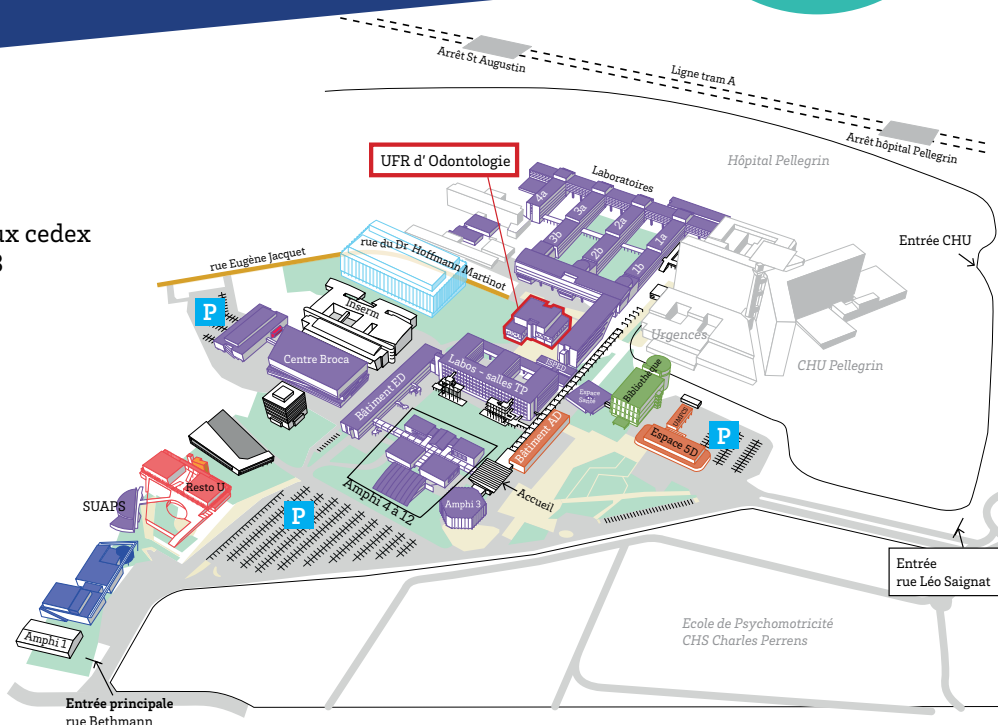 Arrêt St Augustin
Ligne tram A
Arrêt hôpital Pellegrin
Hôpital Pellegrin
UFR d' Odontologie
Laboratoires
4a
3a
2a
1a
3b
2b
1b
2b
ux cedex
3
Entrée CHU
rue Eugène Jacquet
rue du Dr. Hoffmann Martinot
P
Inserm
Urgences
CHU Pellegrin
Centre Broca
Labos - salles TP
ISPED
Bibliothèque
Espace
Santé
Bâtiment ED
Bâtiment AD
Espace 5D
P
Resto U
SUAPS
P
Amphi 4 à 12
Amphi 3
Accueil
Entrée
rue Léo Saignat
Ecole de Psychomotricité
CHS Charles Perrens
Amphi 1
Entrée principale
rue Bethmann